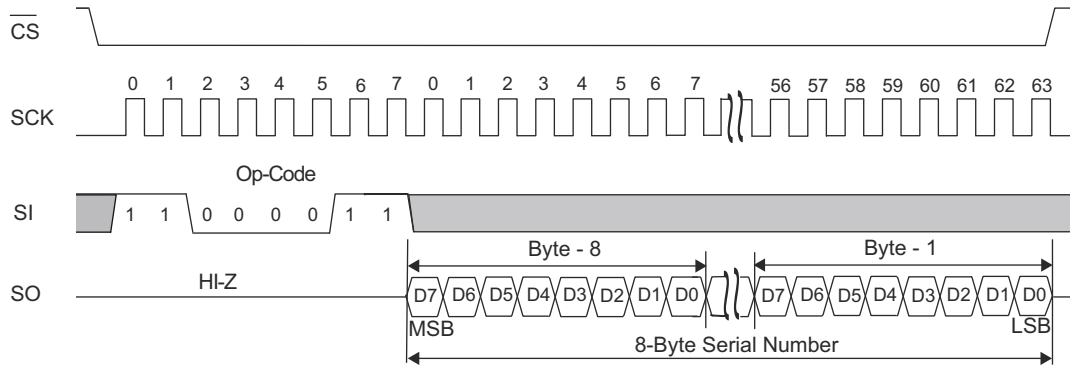 CS
0 1 2 3 4 5 6 7 0 1 2 3 4 5 6 7 56 57 58 59 60 61 62 63
SCK
Op-Code
SI 1 1 0 0 0 0 1 1
Byte - 8 Byte - 1
HI-Z
SO D7 D6 D5 D4 D3 D2 D1 D0 D7 D6 D5 D4 D3 D2 D1 D0
MSB LSB
8-Byte Serial Number